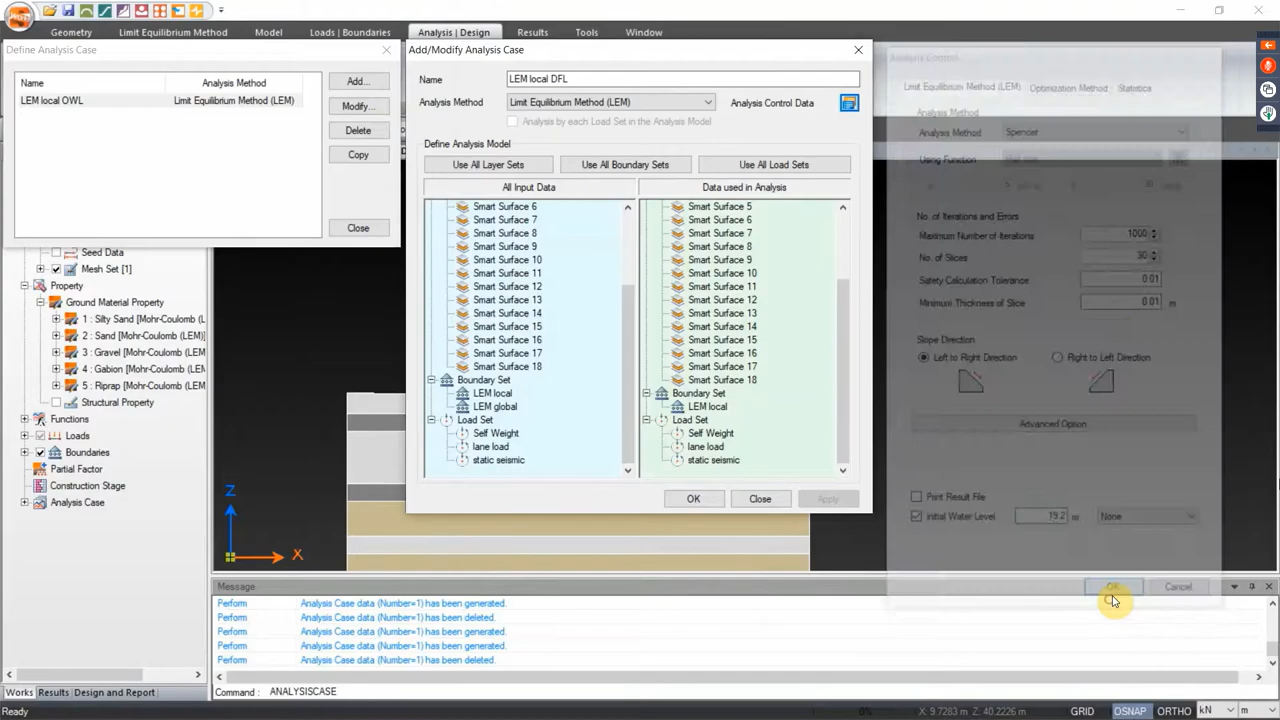 Geometry
Limit Equilibrium Method
Model
Loads | Boundaries
Analysis | Design
Results
Tools
Window
Define Analysis Case
Name
Analysis Method
LEM local OWL
Limit Equilibrium Method (LEM)
Add...
Modify...
Delete
Copy
Close
Add/Modify Analysis Case
Name
LEM local DFL
Analysis Method
Limit Equilibrium Method (LEM)
Analysis Control Data
Analysis by each Load Set in the Analysis Model
Define Analysis Model
Use All Layer Sets
Use All Boundary Sets
Use All Load Sets
All Input Data
Data used in Analysis
Smart Surface 6
Smart Surface 7
Smart Surface 8
Smart Surface 9
Smart Surface 10
Smart Surface 11
Smart Surface 12
Smart Surface 13
Smart Surface 14
Smart Surface 15
Smart Surface 16
Smart Surface 17
Smart Surface 18
Boundary Set
LEM local
LEM global
Load Set
Self Weight
lane load
static seismic
Smart Surface 5
Smart Surface 6
Smart Surface 7
Smart Surface 8
Smart Surface 9
Smart Surface 10
Smart Surface 11
Smart Surface 12
Smart Surface 13
Smart Surface 14
Smart Surface 15
Smart Surface 16
Smart Surface 17
Smart Surface 18
Boundary Set
LEM local
Load Set
Self Weight
lane load
static seismic
OK
Close
Apply
Analysis Control
Limit Equilibrium Method (LEM)
Optimization Method
Statistics
Analysis Method
Analysis Method
Spencer
Using Function
No. of Iterations and Errors
Maximum Number of Iterations
1000
No. of Slices
30
Safety Calculation Tolerance
0.01
Minimum Thickness of Slice
0.01 m
Slope Direction
Left to Right Direction
Right to Left Direction
Advanced Option
Print Result File
Initial Water Level
19.2 m
None
OK
Cancel
Seed Data
Mesh Set [1]
Property
Ground Material Property
1 : Silty Sand [Mohr-Coulomb (LEM)
2 : Sand [Mohr-Coulomb (LEM)]
3 : Gravel [Mohr-Coulomb (LEM
4 : Gabion [Mohr-Coulomb (LEM
5 : Riprap [Mohr-Coulomb (LEM
Structural Property
Functions
Loads
Boundaries
Partial Factor
Construction Stage
Analysis Case
Works
Results
Design and Report
Z
X
Message
Perform Analysis Case data (Number=1) has been generated.
Perform Analysis Case data (Number=1) has been deleted.
Perform Analysis Case data (Number=1) has been generated.
Perform Analysis Case data (Number=1) has been generated.
Perform Analysis Case data (Number=1) has been deleted.
Command : ANALYSISCASE
Ready
0%
X: 9.7283 m, Z: 40.2226 m
GRID
OSNAP
ORTHO
kN
m